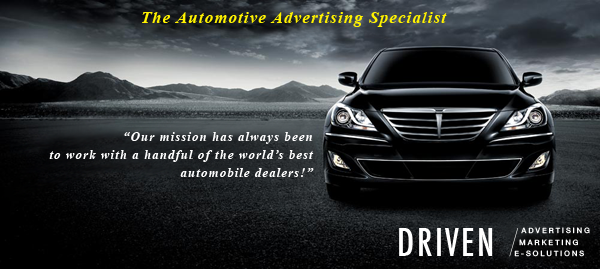 The Automotive Advertising Specialist
“Our mission has always been
to work with a handful of the world’s best
automobile dealers!”
DRIVEN
/ADVERTISING
/MARKETING
/E-SOLUTIONS